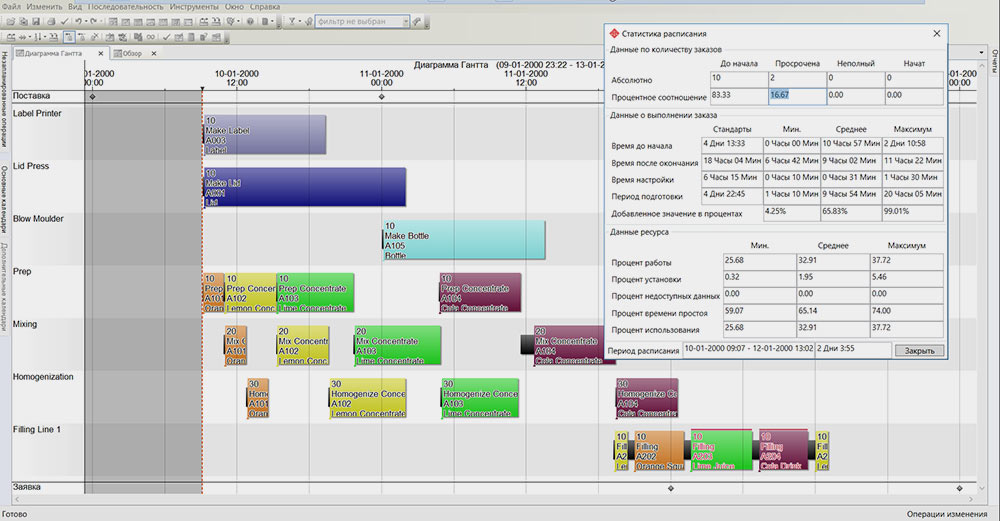 Файл Изменить Вид Последовательность Инструменты Окно Справка
фильтр не выбран
Диаграмма Гантта
Обзор
Диаграмма Гантта (09-01-2000 23:22 - 13-01-
10-01-2000
12:00
11-01-2000
00:00
11-01-2000
12:00
Незапланированные операции
Основные календари
Дополнительные календари
Отчеты
Поставка
Label Printer
10
Make Label
A003
Label
Lid Press
10
Make Lid
A001
Lid
Blow Moulder
10
Make Bottle
A105
Bottle
Prep
10
Prep
A101
Oran
10
Prep Concen
A102
Lemon Conc
10
Prep Concentrate
A103
Lime Concentrate
10
Prep Concentrate
A104
Cola Concentrate
Mixing
20
Mix C
A101
Oran
20
Mix Concentrate
A102
Lemon Conc
20
Mix Concentrate
A103
Lime Concentrate
20
Mix Concentrate
A104
Cola Concentrate
Homogenization
30
Homo
A101
Oran
30
Homogenize Conce
A102
Lemon Concentrate
30
Homogenize Conce
A103
Lime Concentrate
30
Homogenize Co
A104
Cola Concentrate
Filling Line 1
10
Filli
A2
Le
10
Filling
A202
Orange Squ
10
Filling
A203
Lime Juice
10
Filling
A204
Cola Drink
10
Fill
A2
Le
Заявка
Готово
Операции изменения
Статистика расписания
Данные по количеству заказов
До начала Просрочена Неполный Начат
Абсолютно 10 2 0 0
Процентное соотношение 83.33 16.67 0.00 0.00
Данные о выполнении заказа
Стандарты Мин. Среднее Максимум
Время до начала 4 Дни 13:33 0 Часы 00 Мин 10 Часы 57 Мин 2 Дни 10:58
Время после окончания 18 Часы 04 Мин 6 Часы 42 Мин 9 Часы 02 Мин 11 Часы 22 Мин
Время настройки 6 Часы 15 Мин 0 Часы 10 Мин 0 Часы 31 Мин 1 Часы 30 Мин
Период подготовки 4 Дни 22:45 1 Часы 10 Мин 9 Часы 54 Мин 20 Часы 05 Мин
Добавленное значение в процентах 4.25% 65.83% 99.01%
Данные ресурса
Мин. Среднее Максимум
Процент работы 25.68 32.91 37.72
Процент установки 0.32 1.95 5.46
Процент недоступных данных 0.00 0.00 0.00
Процент времени простоя 59.07 65.14 74.00
Процент использования 25.68 32.91 37.72
Период расписания 10-01-2000 09:07 - 12-01-2000 13:02 2 Дни 3:55
Закрыть